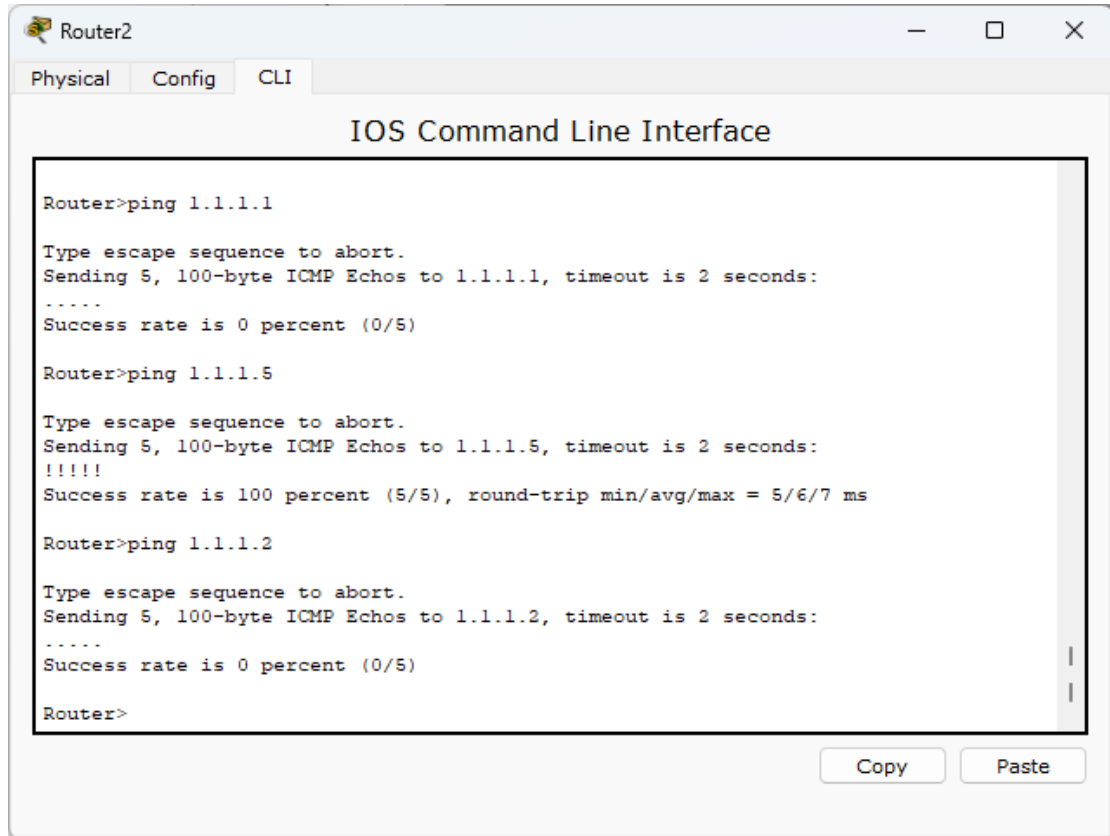 Router2
Physical Config CLI
IOS Command Line Interface
Router>ping 1.1.1.1
Type escape sequence to abort.
Sending 5, 100-byte ICMP Echos to 1.1.1.1, timeout is 2 seconds:
.....
Success rate is 0 percent (0/5)
Router>ping 1.1.1.5
Type escape sequence to abort.
Sending 5, 100-byte ICMP Echos to 1.1.1.5, timeout is 2 seconds:
!!!!!
Success rate is 100 percent (5/5), round-trip min/avg/max = 5/6/7 ms
Router>ping 1.1.1.2
Type escape sequence to abort.
Sending 5, 100-byte ICMP Echos to 1.1.1.2, timeout is 2 seconds:
.....
Success rate is 0 percent (0/5)
Router>
Copy Paste